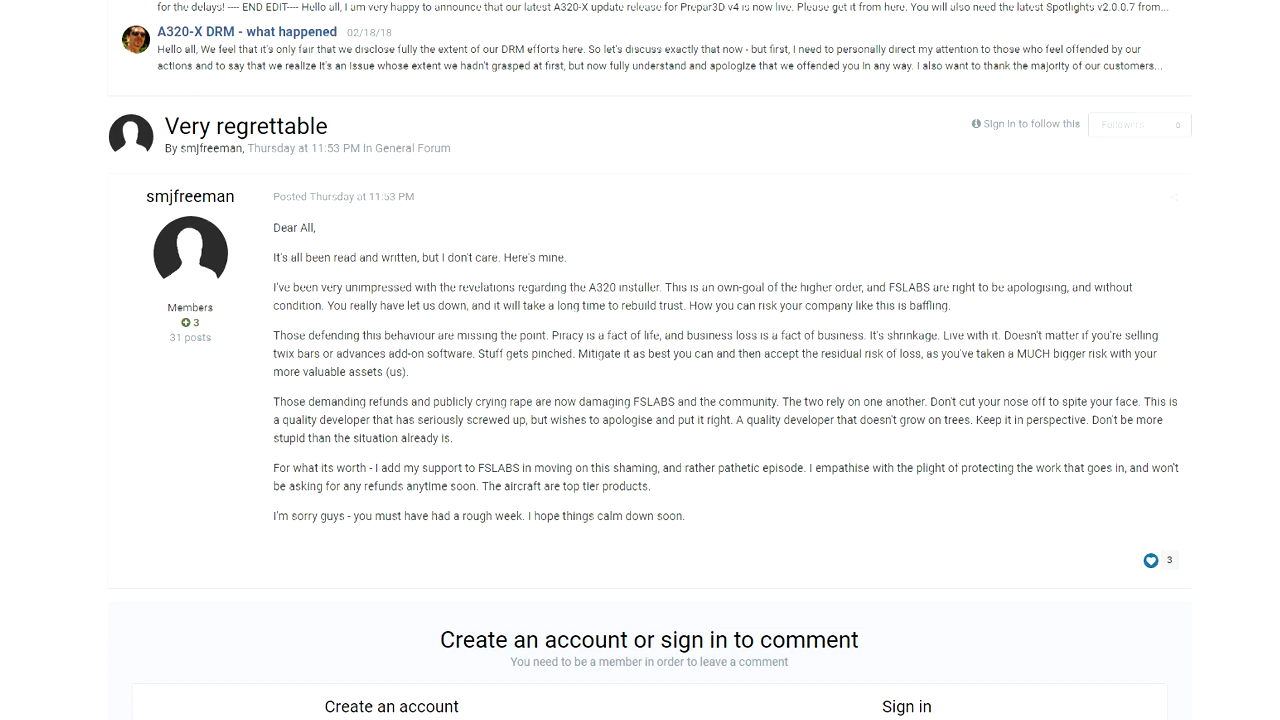 for the delays! ---- END EDIT---- Hello all, I am very happy to announce that our latest A320-X update release for Prepar3D v4 is now live. Please get it from here. You will also need the latest Spotlights v2.0.0.7 from...
A320-X DRM - what happened 02/18/18
Hello all, We feel that it's only fair that we disclose fully the extent of our DRM efforts here. So let's discuss exactly that now - but first, I need to personally direct my attention to those who feel offended by our
actions and to say that we realize it's an issue whose extent we hadn't grasped at first, but now fully understand and apologize that we offended you in any way. I also want to thank the majority of our customers...
Very regrettable
By smjfreeman, Thursday at 11:53 PM in General Forum
Sign in to follow this
Followers 0
smjfreeman
Members
3
31 posts
Posted Thursday at 11:53 PM
Dear All,
It's all been read and written, but I don't care. Here's mine.
I've been very unimpressed with the revelations regarding the A320 installer. This is an own-goal of the higher order, and FSLABS are right to be apologising, and without
condition. You really have let us down, and it will take a long time to rebuild trust. How you can risk your company like this is baffling.
Those defending this behaviour are missing the point. Piracy is a fact of life, and business loss is a fact of business. It's shrinkage. Live with it. Doesn't matter if you're selling
twix bars or advances add-on software. Stuff gets pinched. Mitigate it as best you can and then accept the residual risk of loss, as you've taken a MUCH bigger risk with your
more valuable assets (us).
Those demanding refunds and publicly crying rape are now damaging FSLABS and the community. The two rely on one another. Don't cut your nose off to spite your face. This is
a quality developer that has seriously screwed up, but wishes to apologise and put it right. A quality developer that doesn't grow on trees. Keep it in perspective. Don't be more
stupid than the situation already is.
For what its worth - I add my support to FSLABS in moving on this shaming, and rather pathetic episode. I empathise with the plight of protecting the work that goes in, and won't
be asking for any refunds anytime soon. The aircraft are top tier products.
I'm sorry guys - you must have had a rough week. I hope things calm down soon.
3
Create an account or sign in to comment
You need to be a member in order to leave a comment
Create an account
Sign in